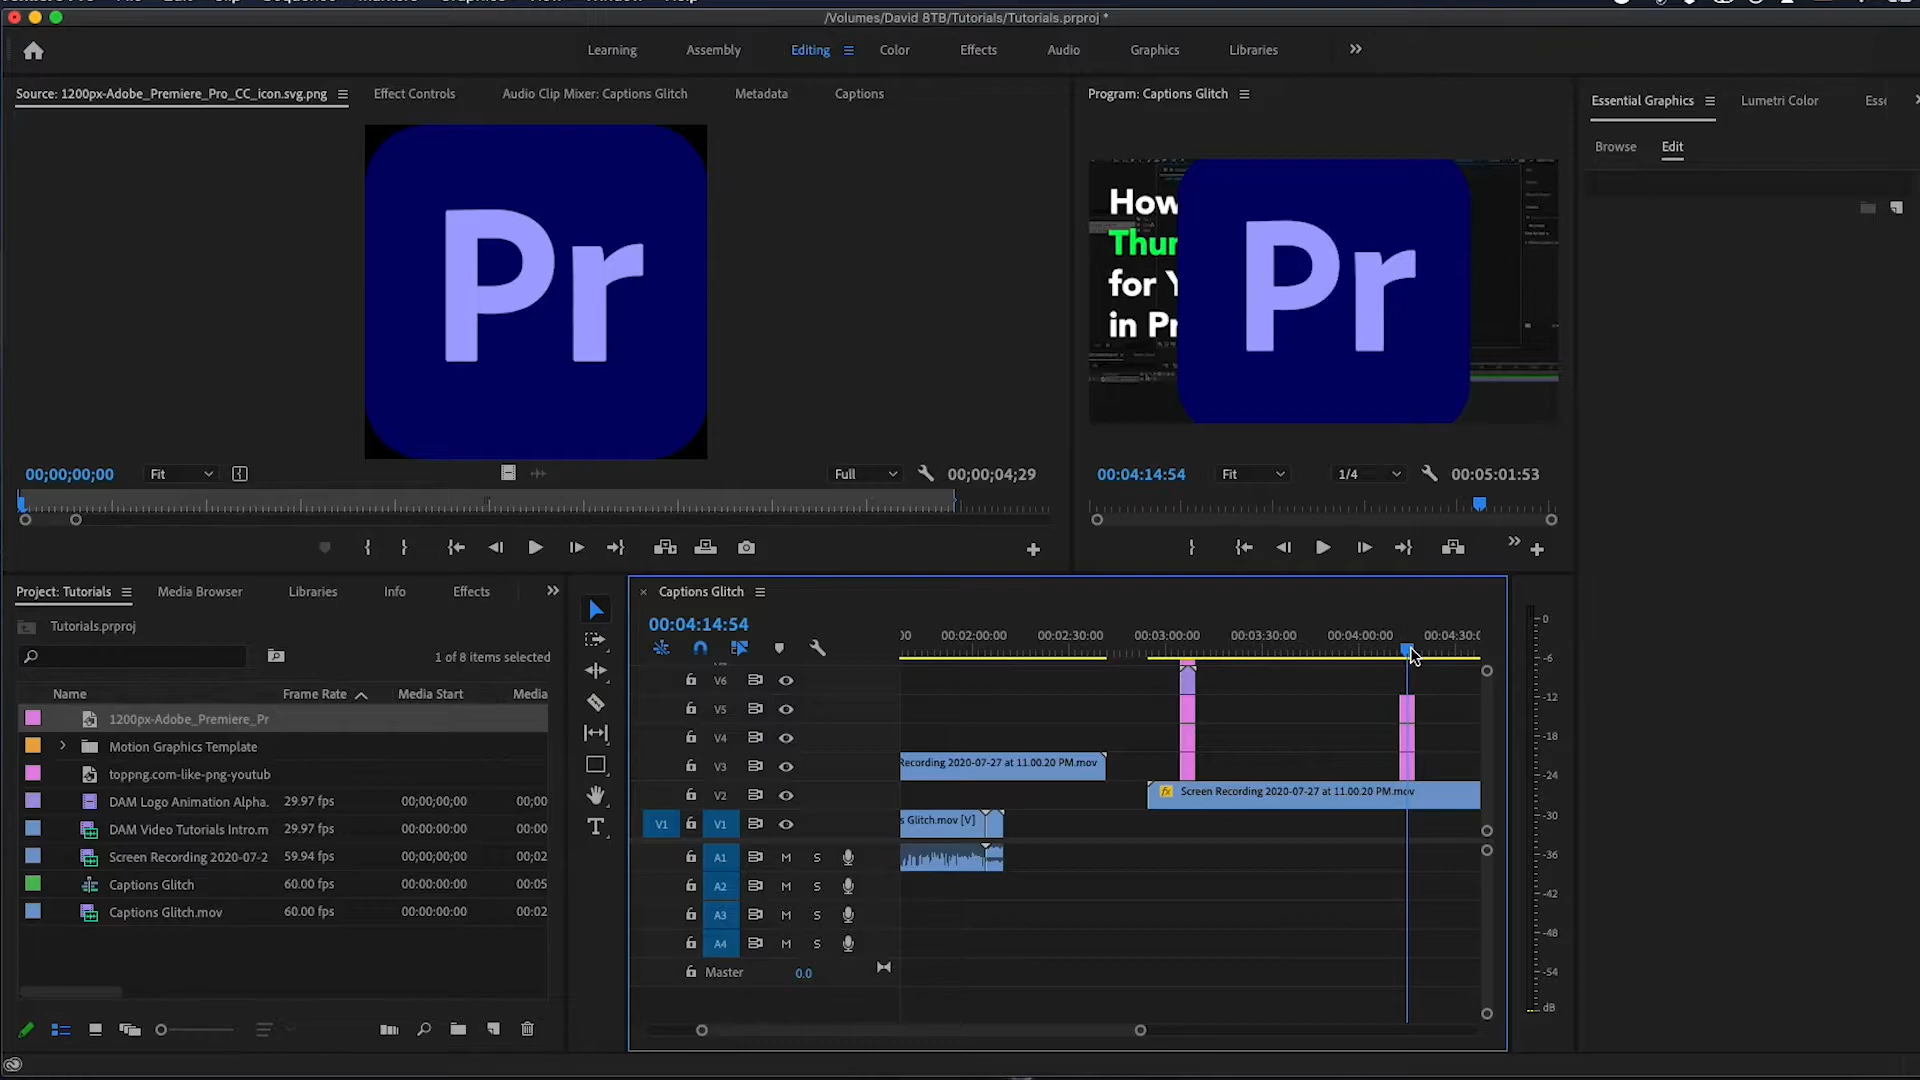 /Volumes/David 8TB/Tutorials/Tutorials.prproj *
Learning
Assembly
Editing
Color
Effects
Audio
Graphics
Libraries
Source: 1200px-Adobe_Premiere_Pro_CC_icon.svg.png
Effect Controls
Audio Clip Mixer: Captions Glitch
Metadata
Captions
Program: Captions Glitch
Essential Graphics
Lumetri Color
Esse
Browse
Edit
Pr
How
Thur
for Y
in Pr
Pr
00;00;00;00
Fit
Full
00;00;04;29
00:04:14:54
Fit
1/4
00:05:01:53
Project: Tutorials
Media Browser
Libraries
Info
Effects
Tutorials.prproj
1 of 8 items selected
Name
Frame Rate
Media Start
Media
1200px-Adobe_Premiere_Pr
Motion Graphics Template
toppng.com-like-png-youtub
DAM Logo Animation Alpha.
29.97 fps
00;00;00;00
00;00
DAM Video Tutorials Intro.m
29.97 fps
00;00;00;00
00;00
Screen Recording 2020-07-2
59.94 fps
00;00;00;00
00;02
Captions Glitch
60.00 fps
00:00:00:00
00:05
Captions Glitch.mov
60.00 fps
00:00:00:00
00:02
Captions Glitch
00:04:14:54
00
00:02:00:00
00:02:30:00
00:03:00:00
00:03:30:00
00:04:00:00
00:04:30:0
V6
V5
V4
V3
Recording 2020-07-27 at 11.00.20 PM.mov
V2
fx Screen Recording 2020-07-27 at 11.00.20 PM.mov
V1
V1
s Glitch.mov [V]
A1
M
S
A2
M
S
A3
M
S
A4
M
S
Master
0.0
0
-6
-12
-18
-24
-30
-36
-42
-48
-54
dB